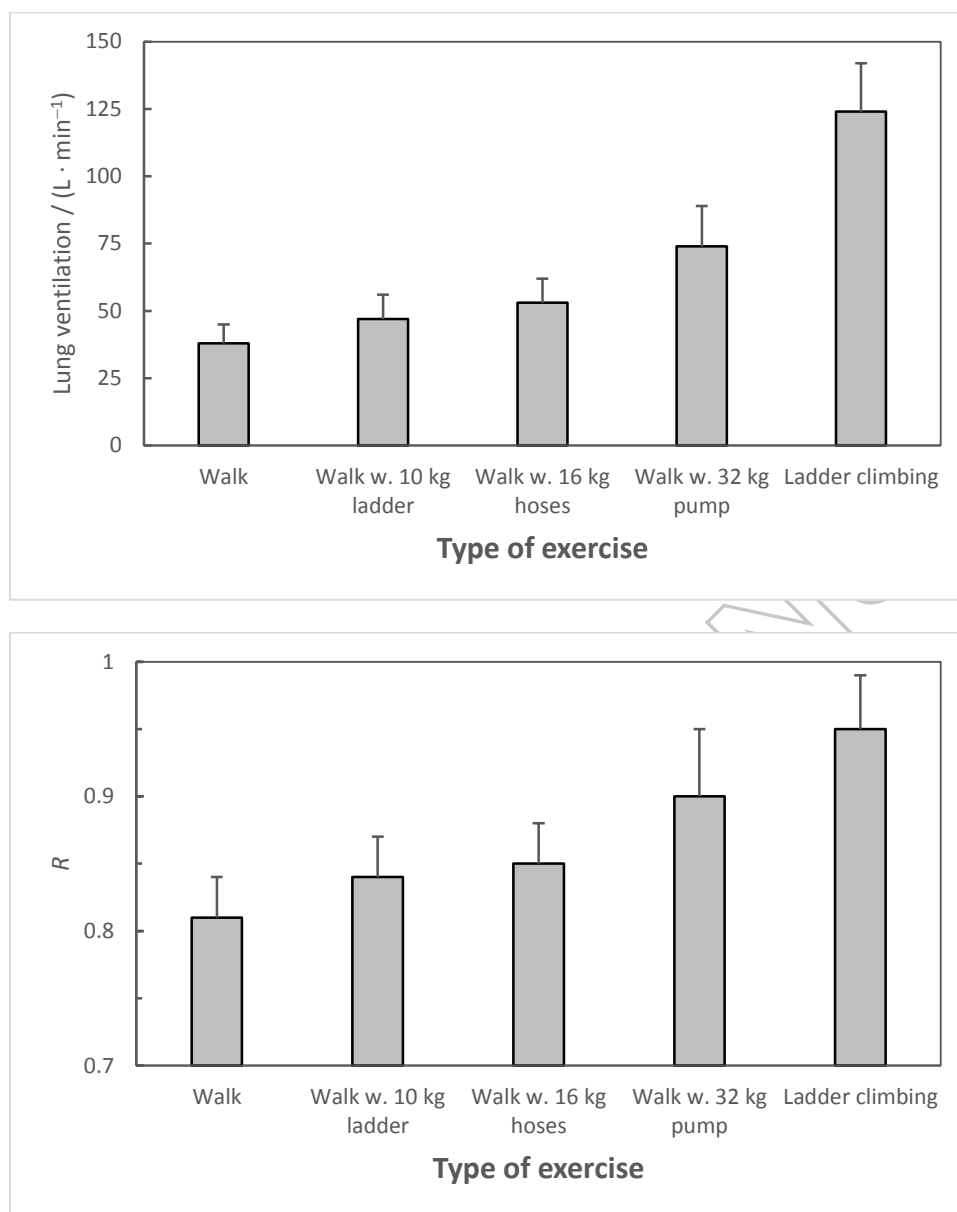 150
125
100
75
50
25
0
Lung ventilation / (L · min⁻¹)
Walk
Walk w. 10 kg
ladder
Walk w. 16 kg
hoses
Walk w. 32 kg
pump
Ladder climbing
Type of exercise
1
0.9
0.8
0.7
R
Walk
Walk w. 10 kg
ladder
Walk w. 16 kg
hoses
Walk w. 32 kg
pump
Ladder climbing
Type of exercise